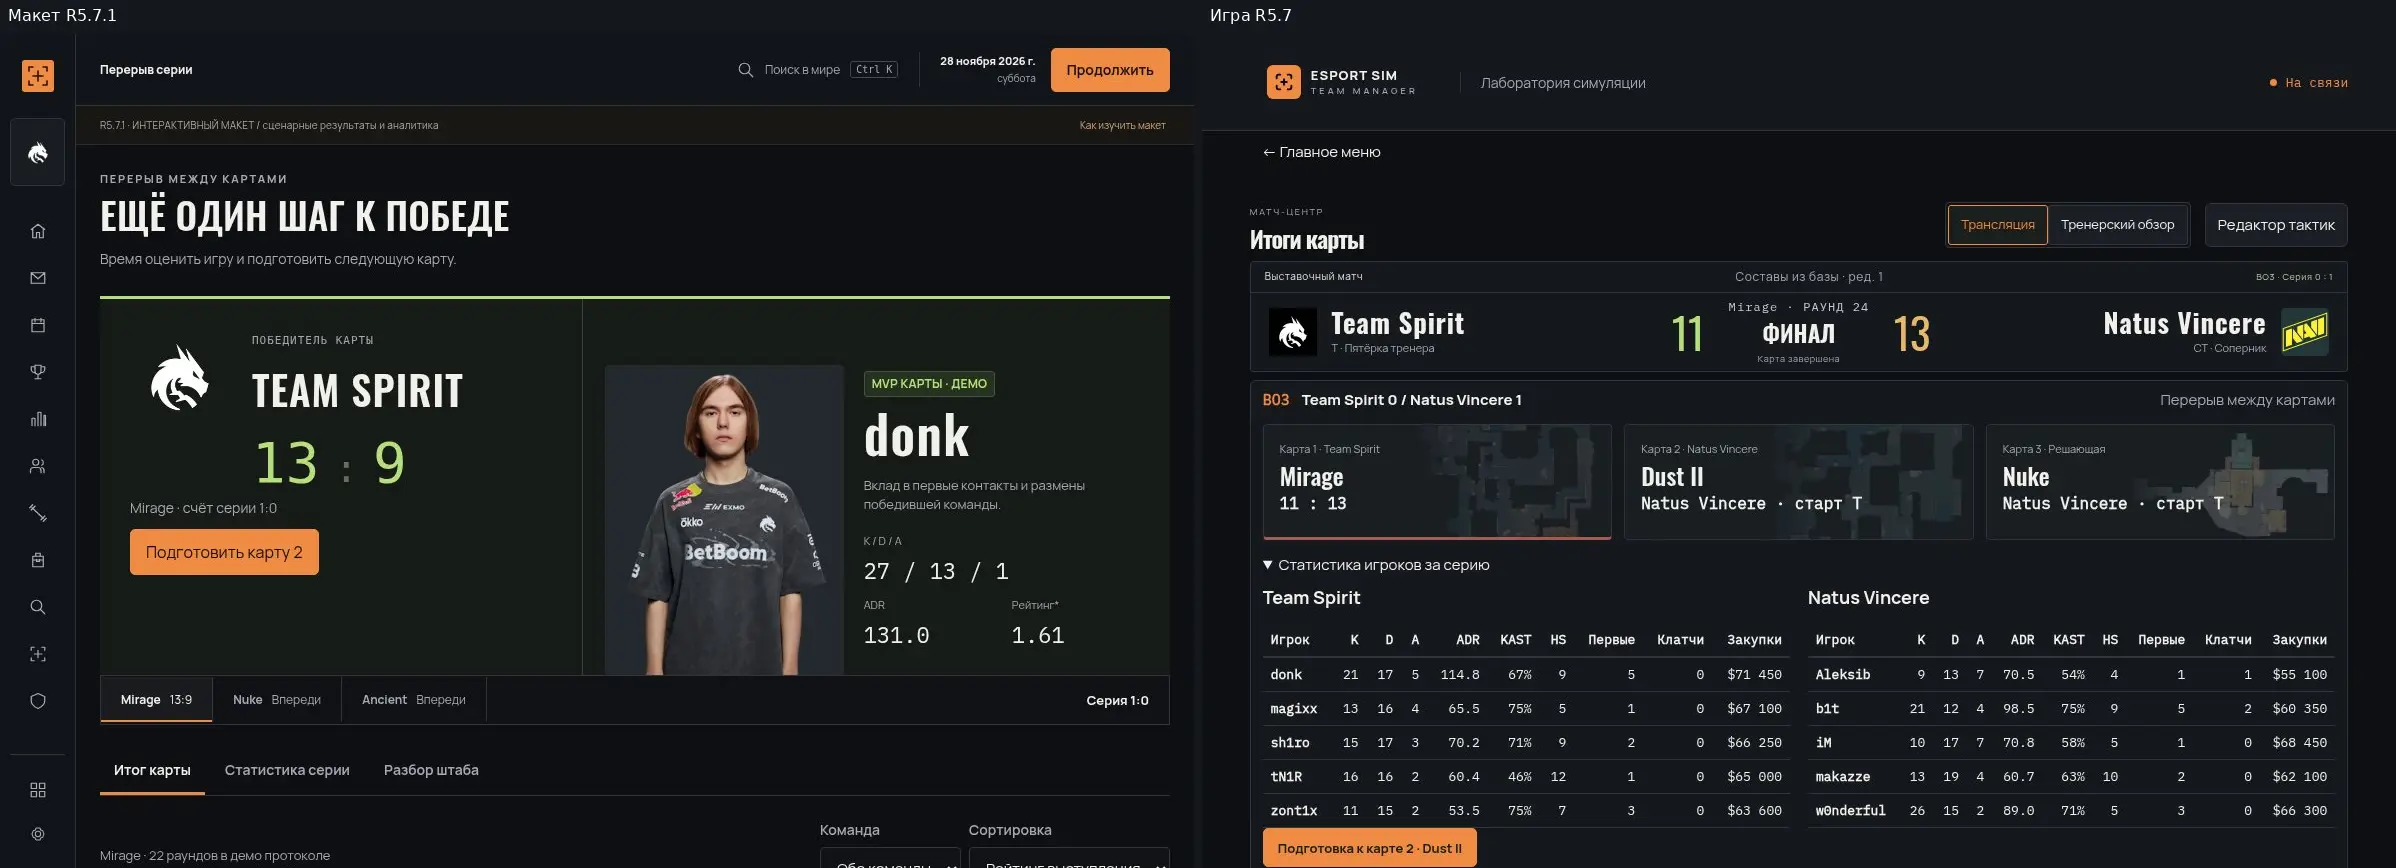 Макет R5.7.1
Перерыв серии
Поиск в мире
Ctrl K
28 ноября 2026 г.
суббота
Продолжить
R5.7.1 · ИНТЕРАКТИВНЫЙ МАКЕТ / сценарные результаты и аналитика
Как изучить макет
ПЕРЕРЫВ МЕЖДУ КАРТАМИ
ЕЩЁ ОДИН ШАГ К ПОБЕДЕ
Время оценить игру и подготовить следующую карту.
ПОБЕДИТЕЛЬ КАРТЫ
TEAM SPIRIT
13 : 9
Mirage · счёт серии 1:0
Подготовить карту 2
BetBoom
EXMO
ökko
BetBoom
MVP КАРТЫ · ДЕМО
donk
Вклад в первые контакты и размены
победившей команды.
K/D/A
27 / 13 / 1
ADR
Рейтинг*
131.0
1.61
Mirage 13:9
Nuke Впереди
Ancient Впереди
Серия 1:0
Итог карты
Статистика серии
Разбор штаба
Команда
Сортировка
Mirage · 22 раундов в демо протоколе
Обе команды
Рейтинг выступления
Игра R5.7
ESPORT SIM
TEAM MANAGER
Лаборатория симуляции
На связи
← Главное меню
МАТЧ-ЦЕНТР
Итоги карты
Трансляция
Тренерский обзор
Редактор тактик
Выставочный матч
Составы из базы · ред. 1
BO3 · Серия 0 : 1
Team Spirit
T · Пятёрка тренера
11
Mirage · РАУНД 24
ФИНАЛ
Карта завершена
13
Natus Vincere
CT · Соперник
NAVI
BO3 Team Spirit 0 / Natus Vincere 1
Перерыв между картами
Карта 1 · Team Spirit
Mirage
11 : 13
Карта 2 · Natus Vincere
Dust II
Natus Vincere · старт T
Карта 3 · Решающая
Nuke
Natus Vincere · старт T
▼ Статистика игроков за серию
Team Spirit
Игрок K D A ADR KAST HS Первые Клатчи Закупки
donk 21 17 5 114.8 67% 9 5 0 $71 450
magixx 13 16 4 65.5 75% 5 1 0 $67 100
sh1ro 15 17 3 70.2 71% 9 2 0 $66 250
tN1R 16 16 2 60.4 46% 12 1 0 $65 000
zont1x 11 15 2 53.5 75% 7 3 0 $63 600
Natus Vincere
Игрок K D A ADR KAST HS Первые Клатчи Закупки
Aleksib 9 13 7 70.5 54% 4 1 1 $55 100
b1t 21 12 4 98.5 75% 9 5 2 $60 350
iM 10 17 7 70.8 58% 5 1 0 $68 450
makazze 13 19 4 60.7 63% 10 2 0 $62 100
w0nderful 26 15 2 89.0 71% 5 3 0 $66 300
Подготовка к карте 2 · Dust II